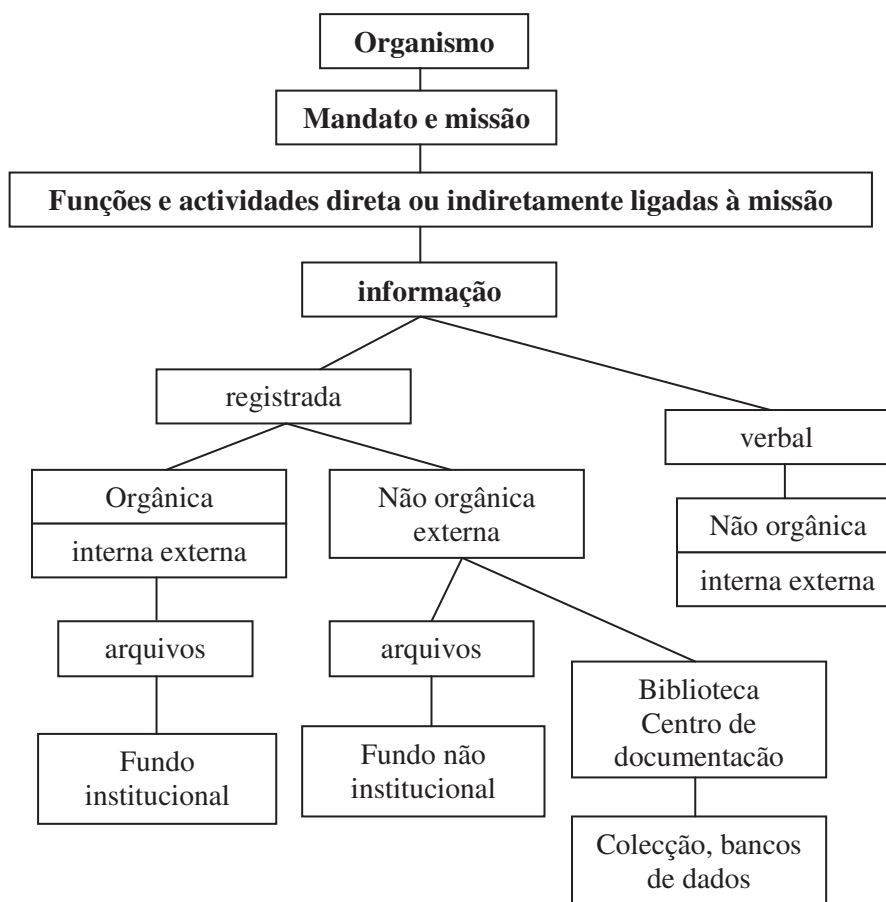 Organismo
Mandato e missão
Funções e actividades direta ou indiretamente ligadas à missão
informação
registrada
verbal
Orgânica
interna externa
Não orgânica
externa
Não orgânica
interna externa
arquivos
arquivos
Biblioteca
Centro de
documentacão
Fundo
institucional
Fundo não
institucional
Colecção, bancos
de dados